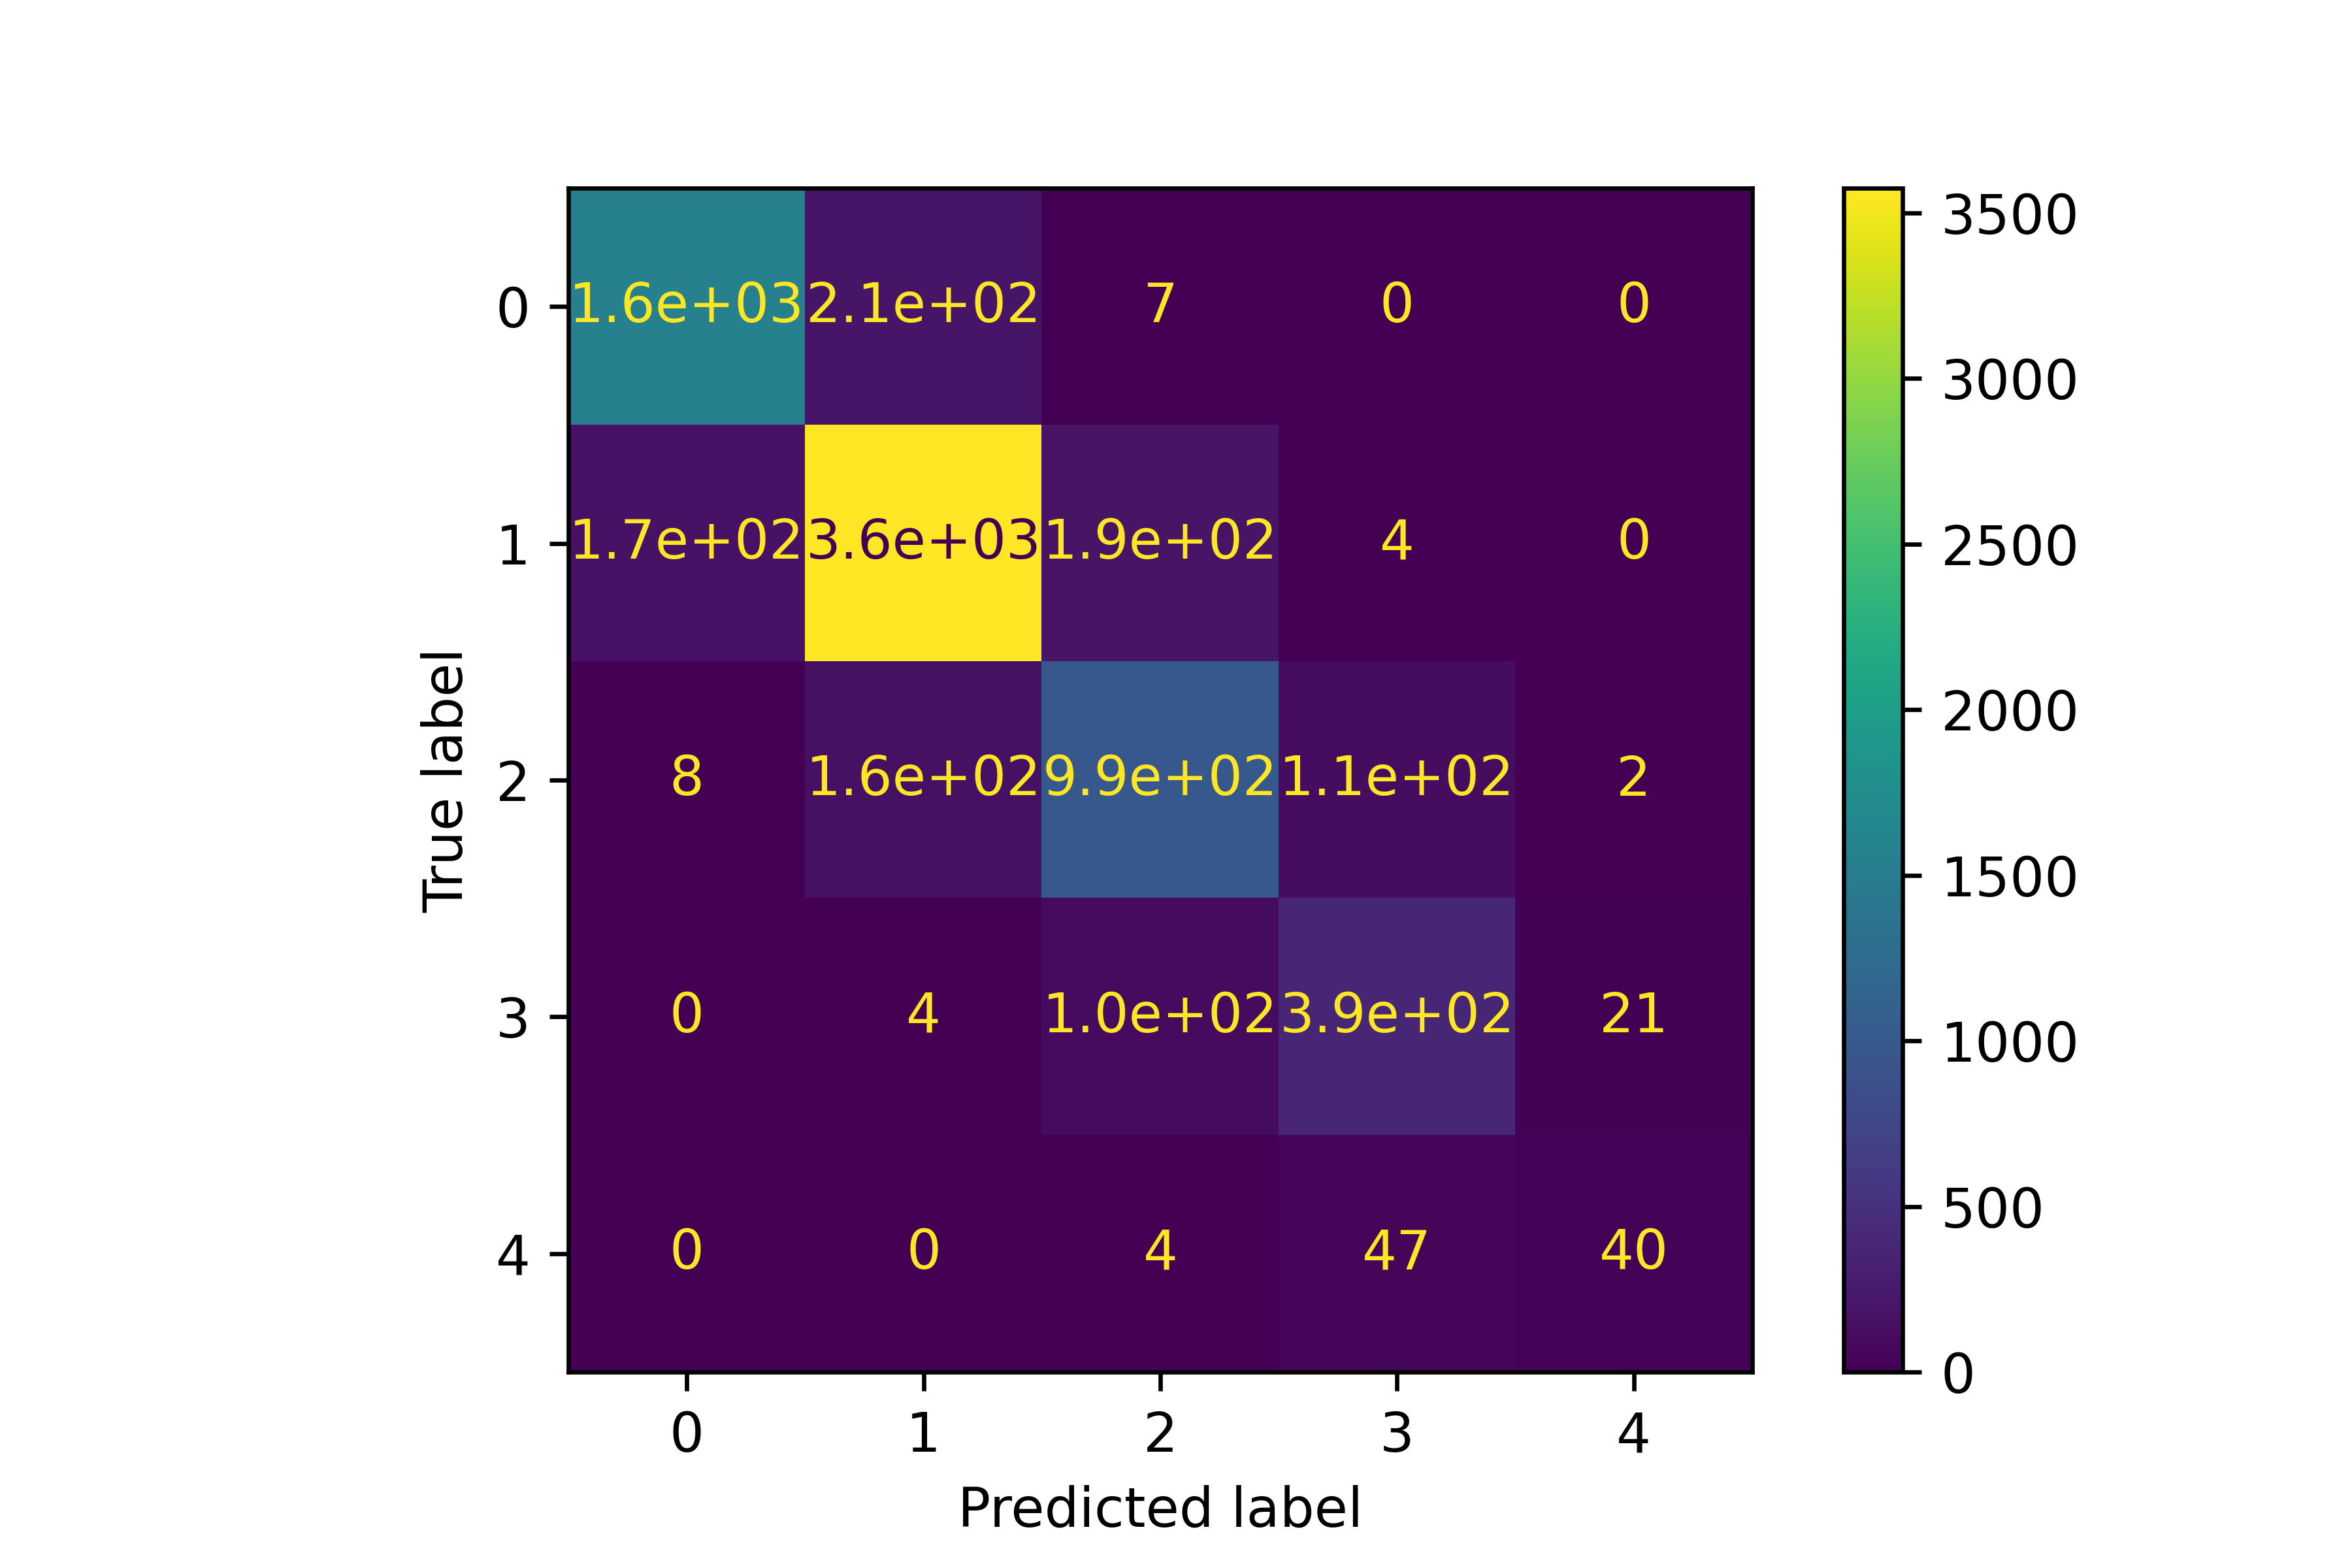 0 1.6e+03 2.1e+02 7 0 0
1 1.7e+02 3.6e+03 1.9e+02 4 0
2 8 1.6e+02 9.9e+02 1.1e+02 2
3 0 4 1.0e+02 3.9e+02 21
4 0 0 4 47 40
0 1 2 3 4
Predicted label
True label
3500
3000
2500
2000
1500
1000
500
0